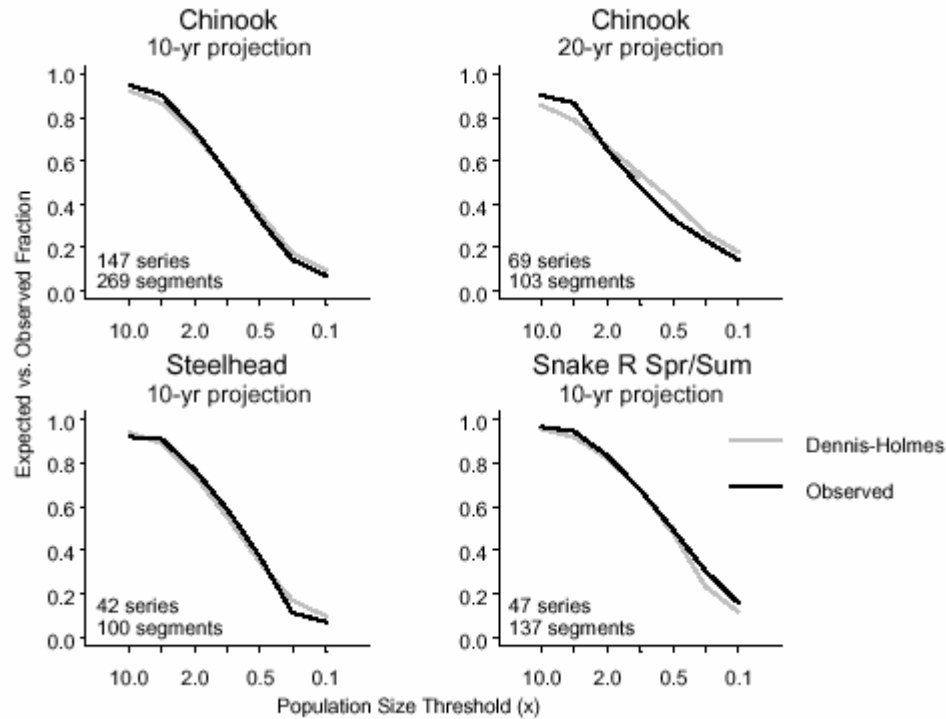 Chinook
10-yr projection
1.0
0.8
0.6
0.4
0.2
0.0
147 series
269 segments
10.0 2.0 0.5 0.1
Chinook
20-yr projection
1.0
0.8
0.6
0.4
0.2
0.0
69 series
103 segments
10.0 2.0 0.5 0.1
Expected vs. Observed Fraction
Steelhead
10-yr projection
1.0
0.8
0.6
0.4
0.2
0.0
42 series
100 segments
10.0 2.0 0.5 0.1
Snake R Spr/Sum
10-yr projection
1.0
0.8
0.6
0.4
0.2
0.0
47 series
137 segments
10.0 2.0 0.5 0.1
Dennis-Holmes
Observed
Population Size Threshold (x)